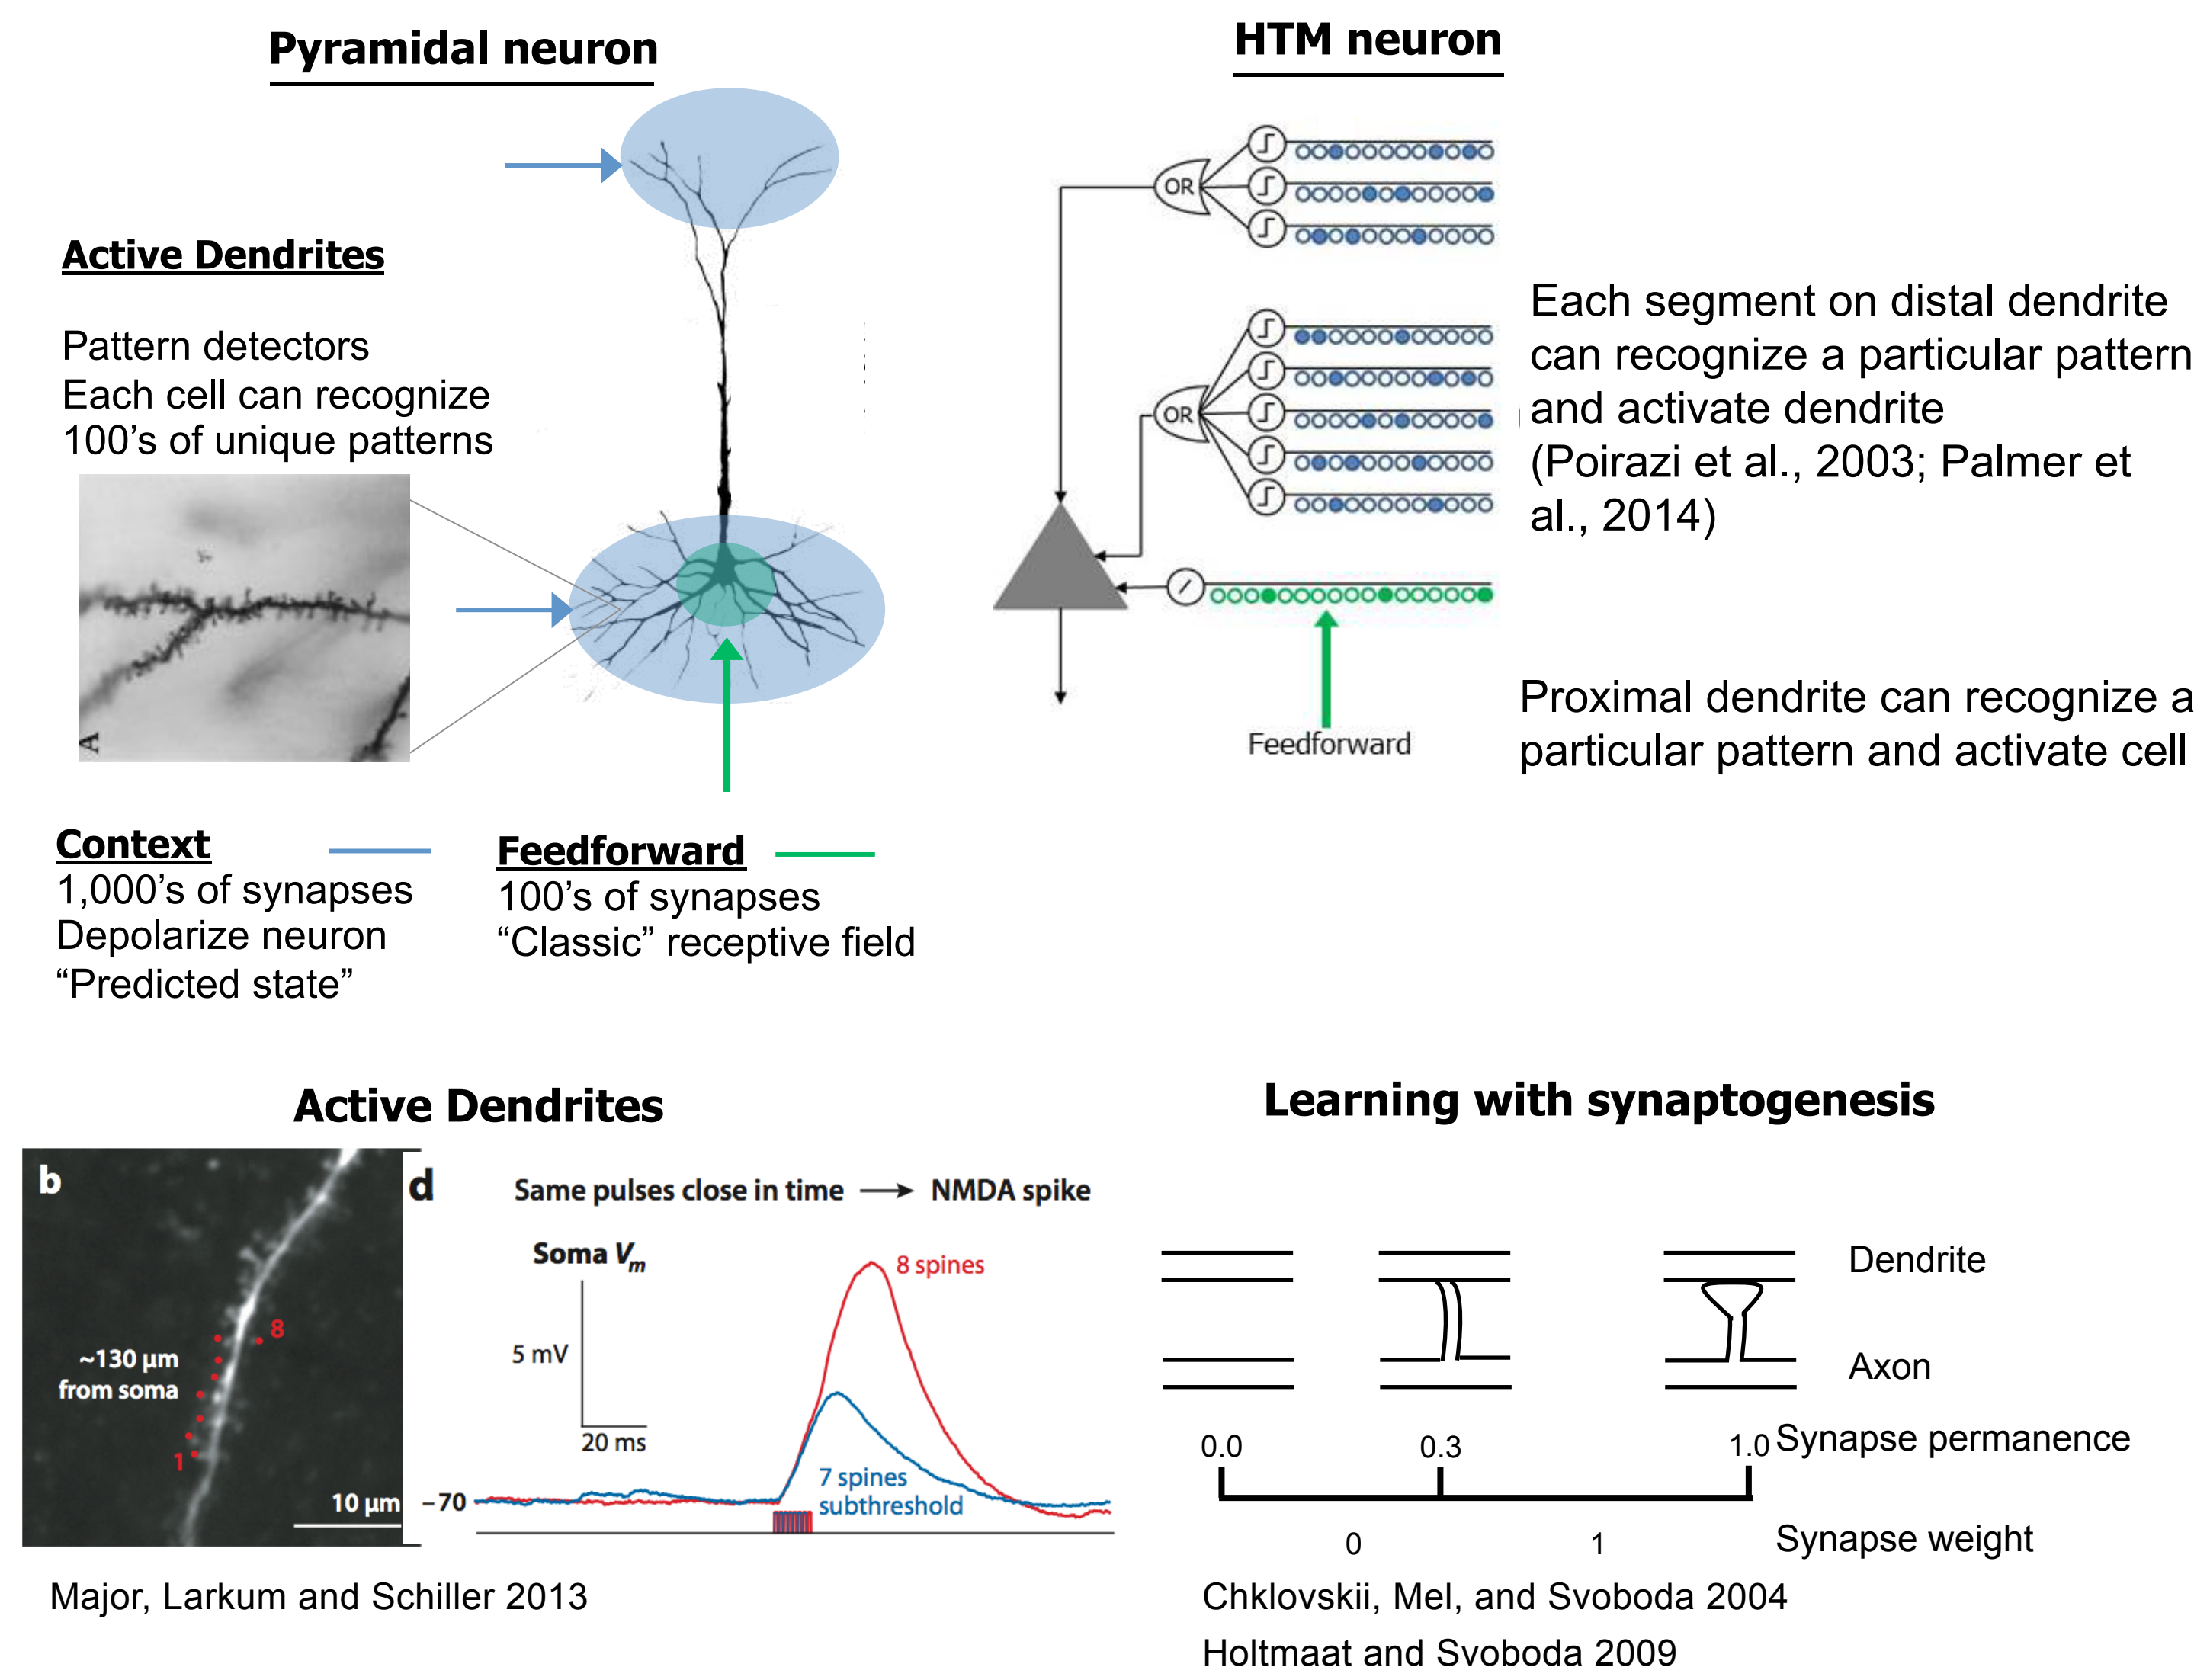 Pyramidal neuron
HTM neuron
Active Dendrites
Pattern detectors
Each cell can recognize
100’s of unique patterns
A
OR
OR
Feedforward
Each segment on distal dendrite
can recognize a particular pattern
and activate dendrite
(Poirazi et al., 2003; Palmer et
al., 2014)
Proximal dendrite can recognize a
particular pattern and activate cell
Context
1,000’s of synapses
Depolarize neuron
“Predicted state”
Feedforward
100’s of synapses
“Classic” receptive field
Active Dendrites
b
~130 µm
from soma
8
1
10 µm
d
Same pulses close in time → NMDA spike
Soma Vm
5 mV
20 ms
8 spines
7 spines
subthreshold
–70
Major, Larkum and Schiller 2013
Learning with synaptogenesis
Dendrite
Axon
0.0 0.3 1.0 Synapse permanence
0 1 Synapse weight
Chklovskii, Mel, and Svoboda 2004
Holtmaat and Svoboda 2009